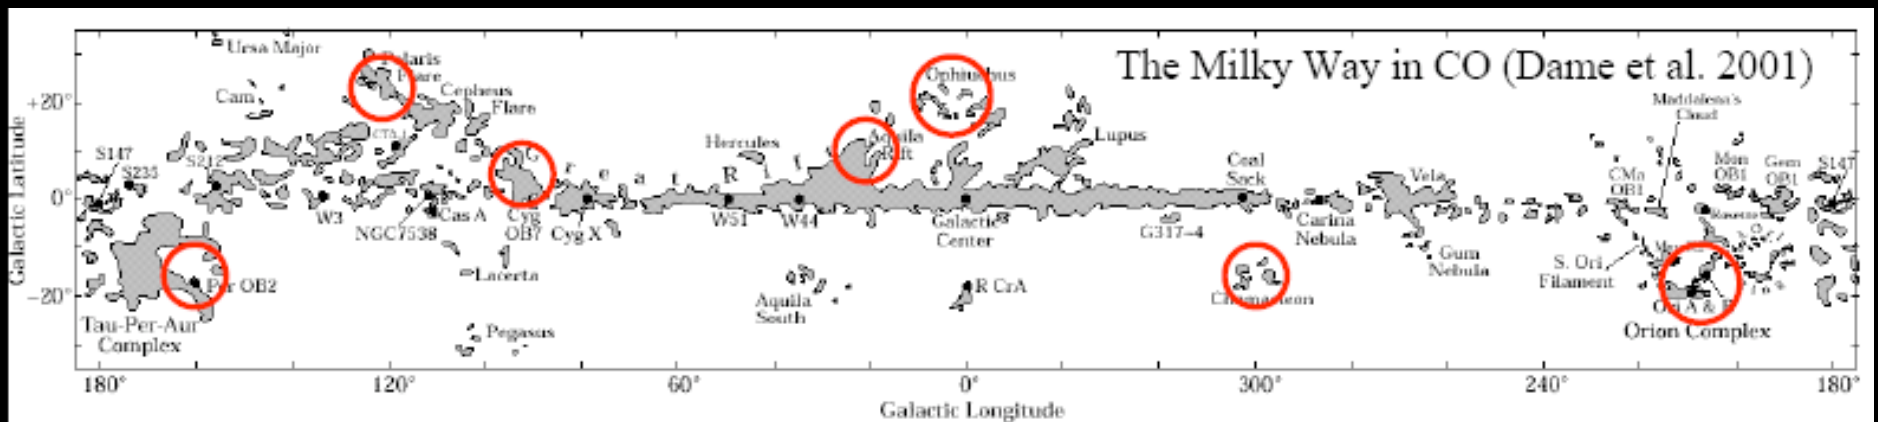 The Milky Way in CO (Dame et al. 2001)
Ursa Major
Polaris
Flare
Cam
Cepheus
Flare
CTA-1
S147
S235
S212
W3
NGC7538
Cas A
Cyg
OB7
Cyg X
Lacerta
Per OB2
Tau-Per-Aur
Complex
Pegasus
G r e a t R i f t
Hercules
W51
W44
Aquila
Rift
Aquila
South
Ophiuchus
Galactic
Center
R CrA
Lupus
G317-4
Coal
Sack
Chamaeleon
Carina
Nebula
Vela
Gum
Nebula
S. Ori
Filament
Maddalena's
Cloud
CMa
OB1
Mon
OB1
Rosette
Gem
OB1
S147
Ori A & B
Orion Complex
Galactic Latitude
+20°
0°
−20°
180°
120°
60°
0°
300°
240°
180°
Galactic Longitude